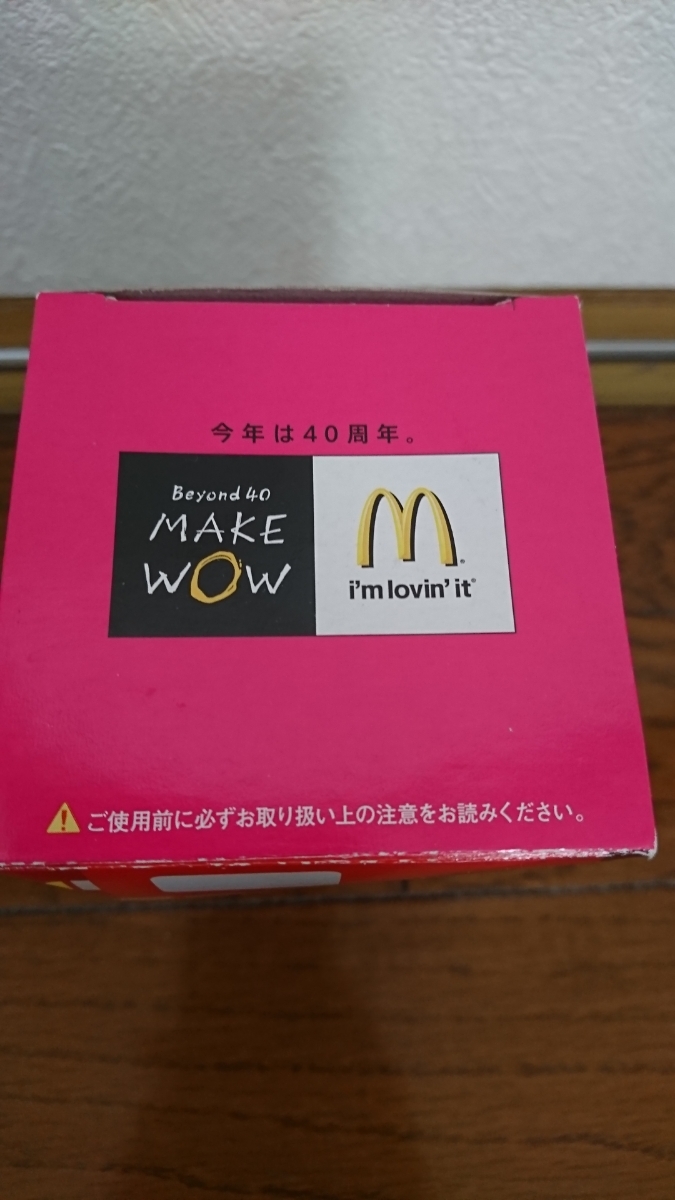 今年は40周年。
Beyond 40
MAKE
WOW
i'm lovin' it®
ご使用前に必ずお取り扱い上の注意をお読みください。